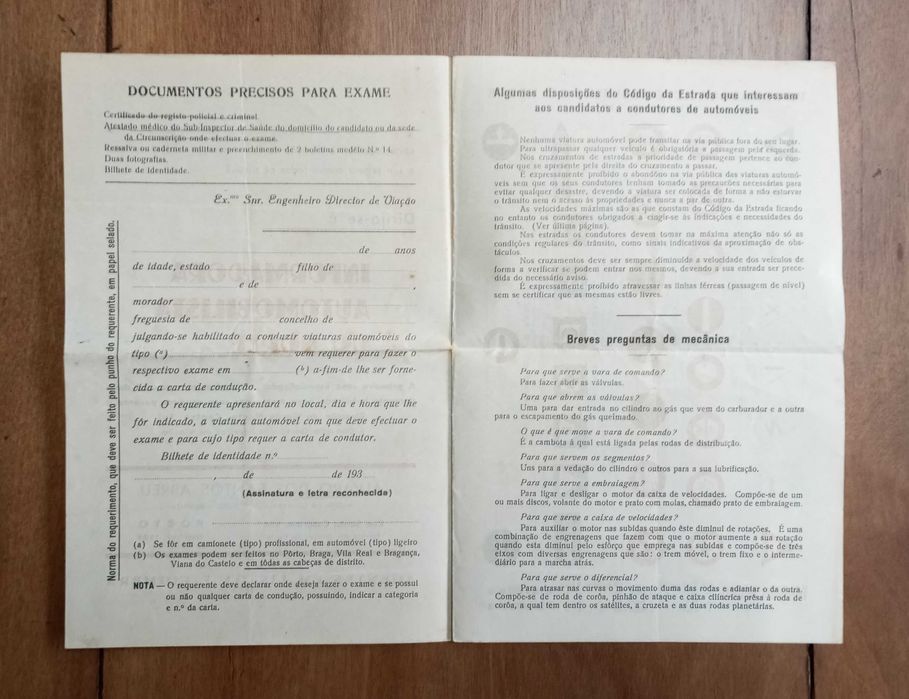 DOCUMENTOS PRECISOS PARA EXAME
Certificado do registo policial e criminal.
Atestado médico do Sub Inspector de Saúde do domicílio do candidato ou da sede
da Circunscrição onde efectuar o exame.
Ressalva ou caderneta militar e preenchimento de 2 boletins modêlo N.º 14.
Duas fotografias.
Bilhete de Identidade.
Ex.mo Snr. Engenheiro Director de Viação
de anos
de idade, estado filho de
e de ,
morador
freguesia de concelho de
julgando-se habilitado a conduzir viaturas automóveis do
tipo (a) vem requerer para fazer o
respectivo exame em (b) a-fim-de lhe ser forne-
cida a carta de condução.
O requerente apresentará no local, dia e hora que lhe
fôr indicado, a viatura automóvel com que deve efectuar o
exame e para cujo tipo requer a carta de condutor.
Bilhete de identidade n.º
, de de 193
(Assinatura e letra reconhecida)
(a) Se fôr em camionete (tipo) profissional, em automóvel (tipo) ligeiro
(b) Os exames podem ser feitos no Pôrto, Braga, Vila Real e Bragança,
Viana do Castelo e em tôdas as cabeças de distrito.
NOTA — O requerente deve declarar onde deseja fazer o exame e se possui
ou não qualquer carta de condução, possuindo, indicar a categoria
e n.º da carta.
Norma do requerimento, que deve ser feito pelo punho do requerente, em papel selado.
Algumas disposições do Código da Estrada que interessam
aos candidatos a condutores de automóveis
Nenhuma viatura automóvel pode transitar na via pública fora do seu lugar.
Para ultrapassar qualquer veículo é obrigatória a passagem pela esquerda.
Nos cruzamentos de estradas a prioridade de passagem pertence ao con-
dutor que se apresente pela direita do cruzamento a passar.
É expressamente proíbido o abandôno na via pública das viaturas automó-
veis sem que os seus condutores tenham tomado as precauções necessárias para
evitar qualquer desastre, devendo a viatura ser colocada de forma a não estorvar
o trânsito nem o acesso às propriedades e nunca a par de outra.
As velocidades máximas são as que constam do Código da Estrada ficando
no entanto os condutores obrigados a cingir-se às indicações e necessidades do
trânsito. (Ver última página).
Nas estradas os condutores devem tomar na máxima atenção não só as
condições regulares do trânsito, como sinais indicativos da aproximação de obs-
táculos.
Nos cruzamentos deve ser sempre diminuída a velocidade dos veículos de
forma a verificar se podem entrar nos mesmos, devendo a sua entrada ser prece-
dida do necessário aviso.
É expressamente proíbido atravessar as linhas férreas (passagem de nível)
sem se certificar que as mesmas estão livres.
Breves preguntas de mecânica
Para que serve a vara de comando?
Para fazer abrir as válvulas.
Para que abrem as válvulas?
Uma para dar entrada no cilindro ao gás que vem do carburador e a outra
para o escapamento do gás queimado.
O que é que move a vara de comando?
É a cambota à qual está ligada pelas rodas de distribuïção.
Para que servem os segmentos?
Uns para a vedação do cilindro e outros para a sua lubrificação.
Para que serve a embraiagem?
Para ligar e desligar o motor da caixa de velocidades. Compõe-se de um
ou mais discos, volante do motor e prato com molas, chamado prato de embraiagem.
Para que serve a caixa de velocidades?
Para auxiliar o motor nas subidas quando êste diminui de rotações. É uma
combinação de engrenagens que fazem com que o motor aumente a sua rotação
quando esta diminui pelo esfôrço que emprega nas subidas e compõe-se de três
eixos com diversas engrenagens que são: o trem móvel, o trem fixo e o interme-
diário para a marcha atrás.
Para que serve o diferencial?
Para atrasar nas curvas o movimento duma das rodas e adiantar o da outra.
Compõe-se de roda de corôa, pinhão de ataque e caixa cilíncrica prêsa à roda de
corôa, a qual tem dentro os satélites, a cruzeta e as duas rodas planetárias.